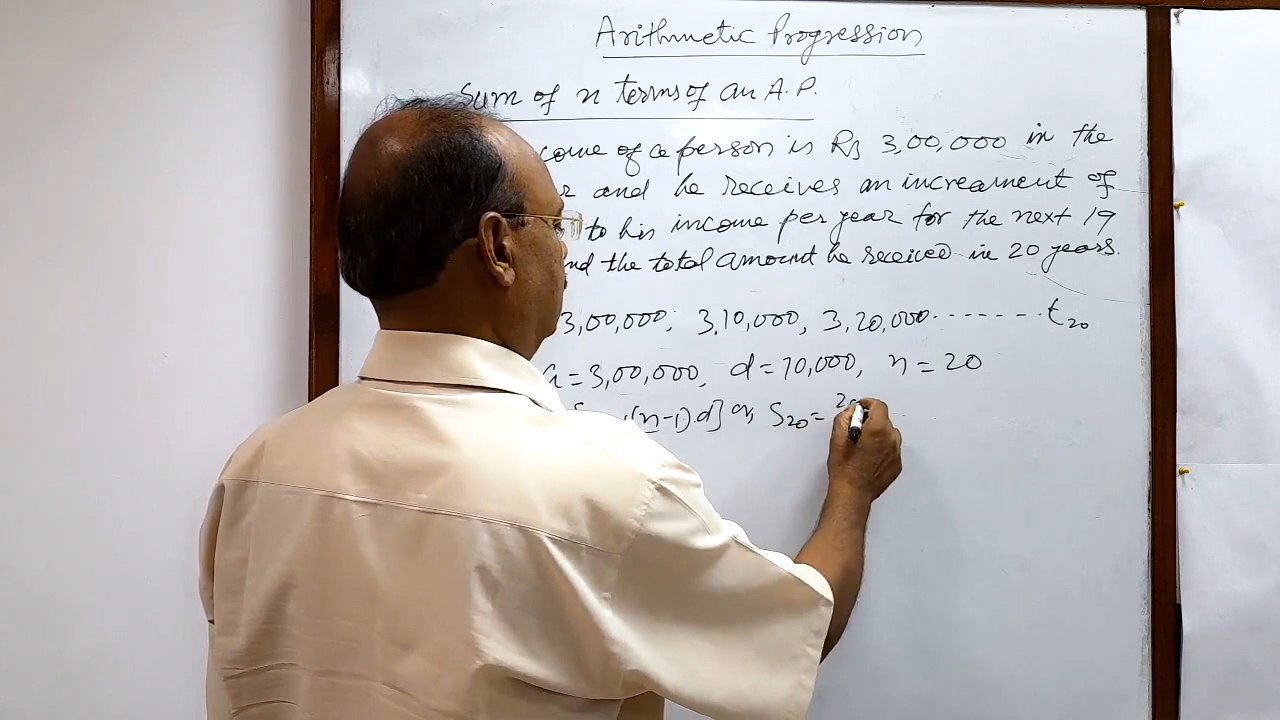 Arithmetic Progression
Sum of n terms of an A.P.
come of a person is Rs 3,00,000 in the
and he receives an increament of
to his income per year for the next 19
nd the total amount he received in 20 years.
3,00,000; 3,10,000, 3,20,000------t20
a=3,00,000, d=10,000, n=20
(n-1).d] or, S20= 20